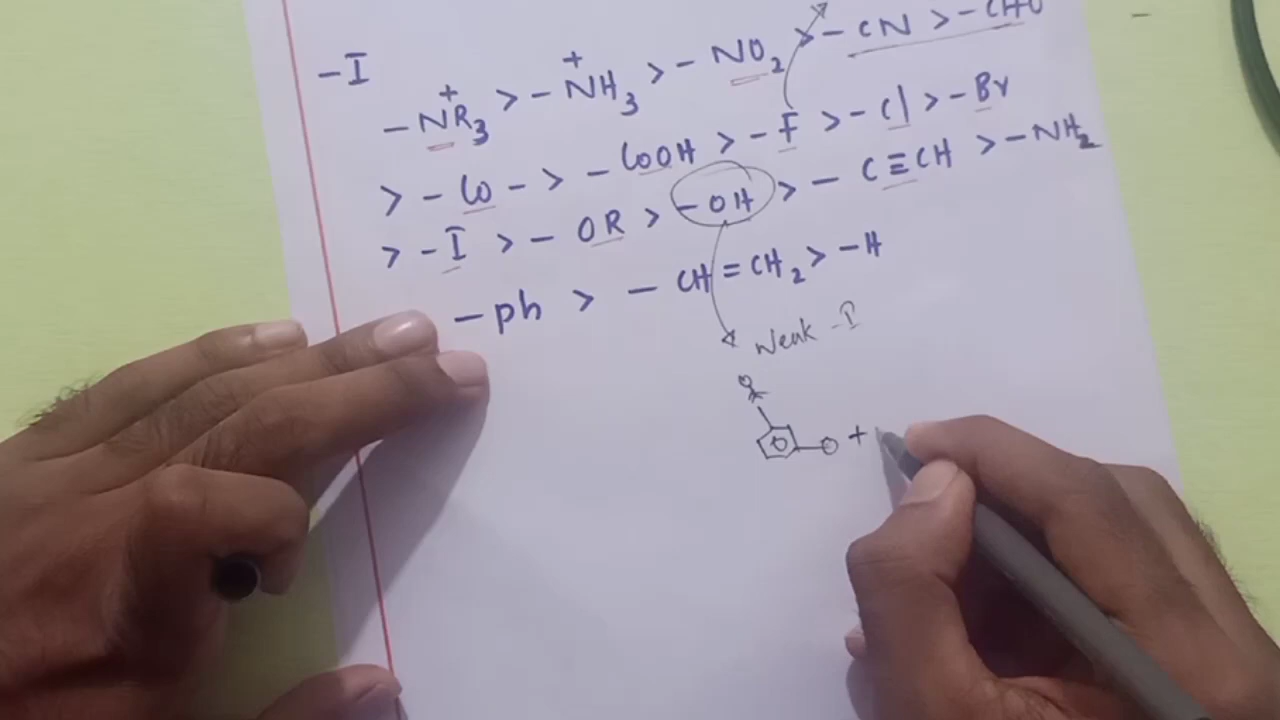 -I
-N⁺R₃ > -N⁺H₃ > -NO₂ > -CN > -CHO
> -CO- > -COOH > -F > -Cl > -Br
> -I > -OR > -OH > -C≡CH > -NH₂
-ph > -CH=CH₂ > -H
Weak -I
+